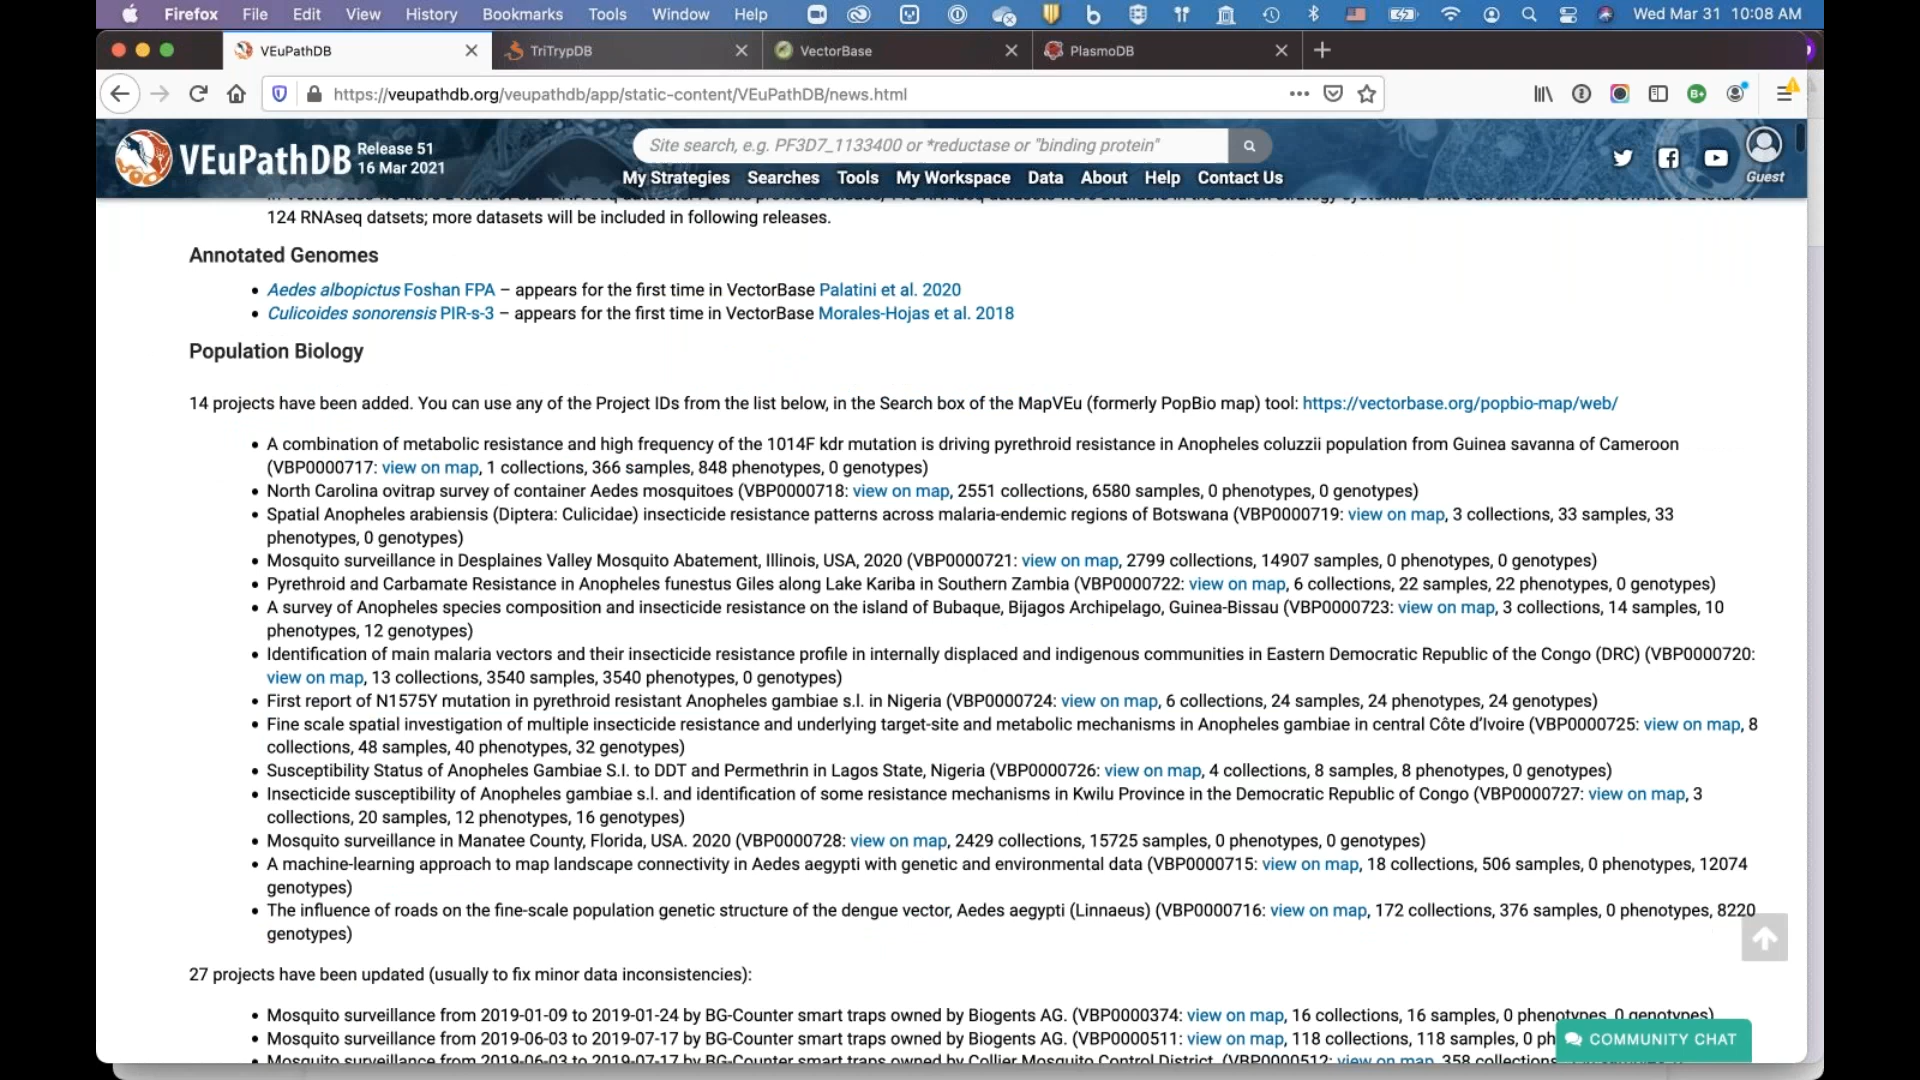 Firefox File Edit View History Bookmarks Tools Window Help Wed Mar 31 10:08 AM
VEuPathDB TriTrypDB VectorBase PlasmoDB
https://veupathdb.org/veupathdb/app/static-content/VEuPathDB/news.html
VEuPathDB Release 51 16 Mar 2021
Site search, e.g. PF3D7_1133400 or *reductase or "binding protein"
My Strategies Searches Tools My Workspace Data About Help Contact Us
Guest
124 RNAseq datsets; more datasets will be included in following releases.
Annotated Genomes
• Aedes albopictus Foshan FPA – appears for the first time in VectorBase Palatini et al. 2020
• Culicoides sonorensis PIR-s-3 – appears for the first time in VectorBase Morales-Hojas et al. 2018
Population Biology
14 projects have been added. You can use any of the Project IDs from the list below, in the Search box of the MapVEu (formerly PopBio map) tool: https://vectorbase.org/popbio-map/web/
• A combination of metabolic resistance and high frequency of the 1014F kdr mutation is driving pyrethroid resistance in Anopheles coluzzii population from Guinea savanna of Cameroon
(VBP0000717: view on map, 1 collections, 366 samples, 848 phenotypes, 0 genotypes)
• North Carolina ovitrap survey of container Aedes mosquitoes (VBP0000718: view on map, 2551 collections, 6580 samples, 0 phenotypes, 0 genotypes)
• Spatial Anopheles arabiensis (Diptera: Culicidae) insecticide resistance patterns across malaria-endemic regions of Botswana (VBP0000719: view on map, 3 collections, 33 samples, 33
phenotypes, 0 genotypes)
• Mosquito surveillance in Desplaines Valley Mosquito Abatement, Illinois, USA, 2020 (VBP0000721: view on map, 2799 collections, 14907 samples, 0 phenotypes, 0 genotypes)
• Pyrethroid and Carbamate Resistance in Anopheles funestus Giles along Lake Kariba in Southern Zambia (VBP0000722: view on map, 6 collections, 22 samples, 22 phenotypes, 0 genotypes)
• A survey of Anopheles species composition and insecticide resistance on the island of Bubaque, Bijagos Archipelago, Guinea-Bissau (VBP0000723: view on map, 3 collections, 14 samples, 10
phenotypes, 12 genotypes)
• Identification of main malaria vectors and their insecticide resistance profile in internally displaced and indigenous communities in Eastern Democratic Republic of the Congo (DRC) (VBP0000720:
view on map, 13 collections, 3540 samples, 3540 phenotypes, 0 genotypes)
• First report of N1575Y mutation in pyrethroid resistant Anopheles gambiae s.l. in Nigeria (VBP0000724: view on map, 6 collections, 24 samples, 24 phenotypes, 24 genotypes)
• Fine scale spatial investigation of multiple insecticide resistance and underlying target-site and metabolic mechanisms in Anopheles gambiae in central Côte d'Ivoire (VBP0000725: view on map, 8
collections, 48 samples, 40 phenotypes, 32 genotypes)
• Susceptibility Status of Anopheles Gambiae S.l. to DDT and Permethrin in Lagos State, Nigeria (VBP0000726: view on map, 4 collections, 8 samples, 8 phenotypes, 0 genotypes)
• Insecticide susceptibility of Anopheles gambiae s.l. and identification of some resistance mechanisms in Kwilu Province in the Democratic Republic of Congo (VBP0000727: view on map, 3
collections, 20 samples, 12 phenotypes, 16 genotypes)
• Mosquito surveillance in Manatee County, Florida, USA. 2020 (VBP0000728: view on map, 2429 collections, 15725 samples, 0 phenotypes, 0 genotypes)
• A machine-learning approach to map landscape connectivity in Aedes aegypti with genetic and environmental data (VBP0000715: view on map, 18 collections, 506 samples, 0 phenotypes, 12074
genotypes)
• The influence of roads on the fine-scale population genetic structure of the dengue vector, Aedes aegypti (Linnaeus) (VBP0000716: view on map, 172 collections, 376 samples, 0 phenotypes, 8220
genotypes)
27 projects have been updated (usually to fix minor data inconsistencies):
• Mosquito surveillance from 2019-01-09 to 2019-01-24 by BG-Counter smart traps owned by Biogents AG. (VBP0000374: view on map, 16 collections, 16 samples, 0 phenotypes, 0 genotypes)
• Mosquito surveillance from 2019-06-03 to 2019-07-17 by BG-Counter smart traps owned by Biogents AG. (VBP0000511: view on map, 118 collections, 118 samples, 0 ph
• Mosquito surveillance from 2019-06-03 to 2019-07-17 by BG-Counter smart traps owned by Collier Mosquito Control District. (VBP0000512: view on map, 358 collections
COMMUNITY CHAT